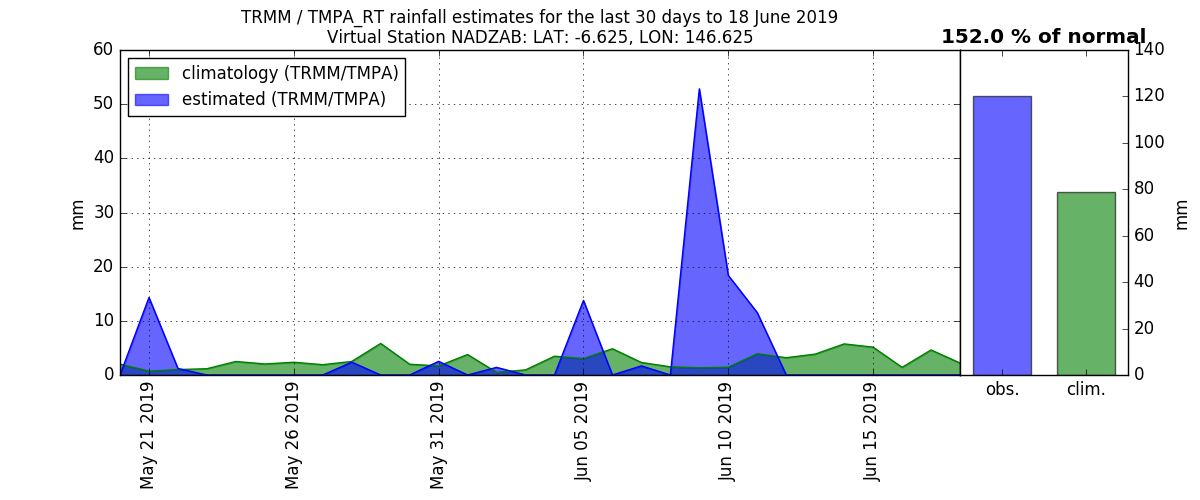 TRMM / TMPA_RT rainfall estimates for the last 30 days to 18 June 2019
Virtual Station NADZAB: LAT: -6.625, LON: 146.625
152.0 % of normal
climatology (TRMM/TMPA)
estimated (TRMM/TMPA)
60
50
40
30
20
10
0
mm
May 21 2019
May 26 2019
May 31 2019
Jun 05 2019
Jun 10 2019
Jun 15 2019
140
120
100
80
60
40
20
0
mm
obs.
clim.